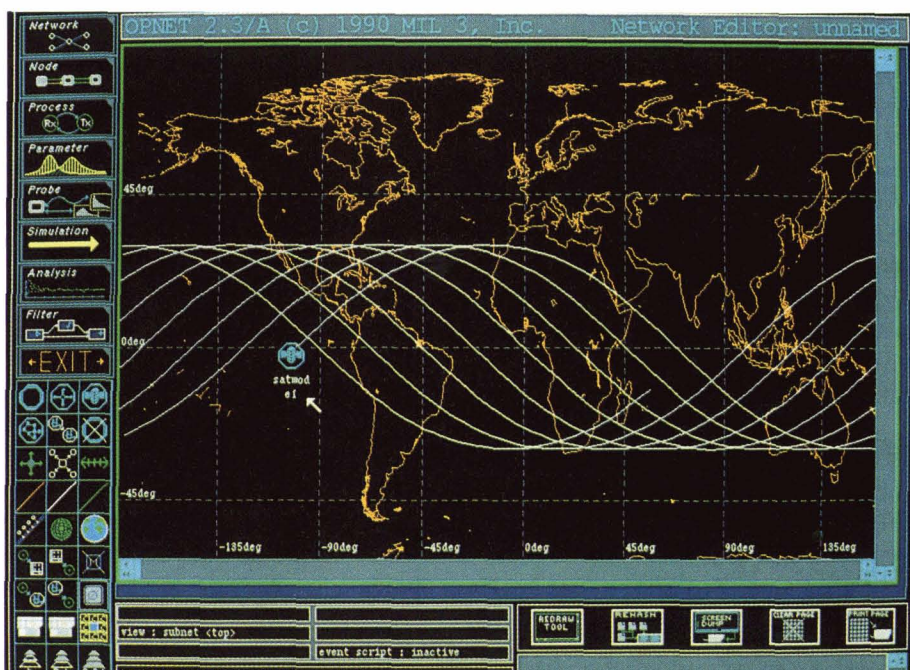 OPNET 2.3/A (c) 1990 MIL 3, Inc. Network Editor: unnamed
Network
Node
Process
Rx Tx
Parameter
Probe
Simulation
Analysis
Filter
←EXIT→
45deg
0deg
-45deg
-135deg -90deg -45deg 0deg 45deg 90deg 135deg
satmod
el
M
view : subnet <top>
event script : inactive
REDRAW
TOOL
REHASH
SCREEN
DUMP
CLEAR PAGE
PRINT PAGE